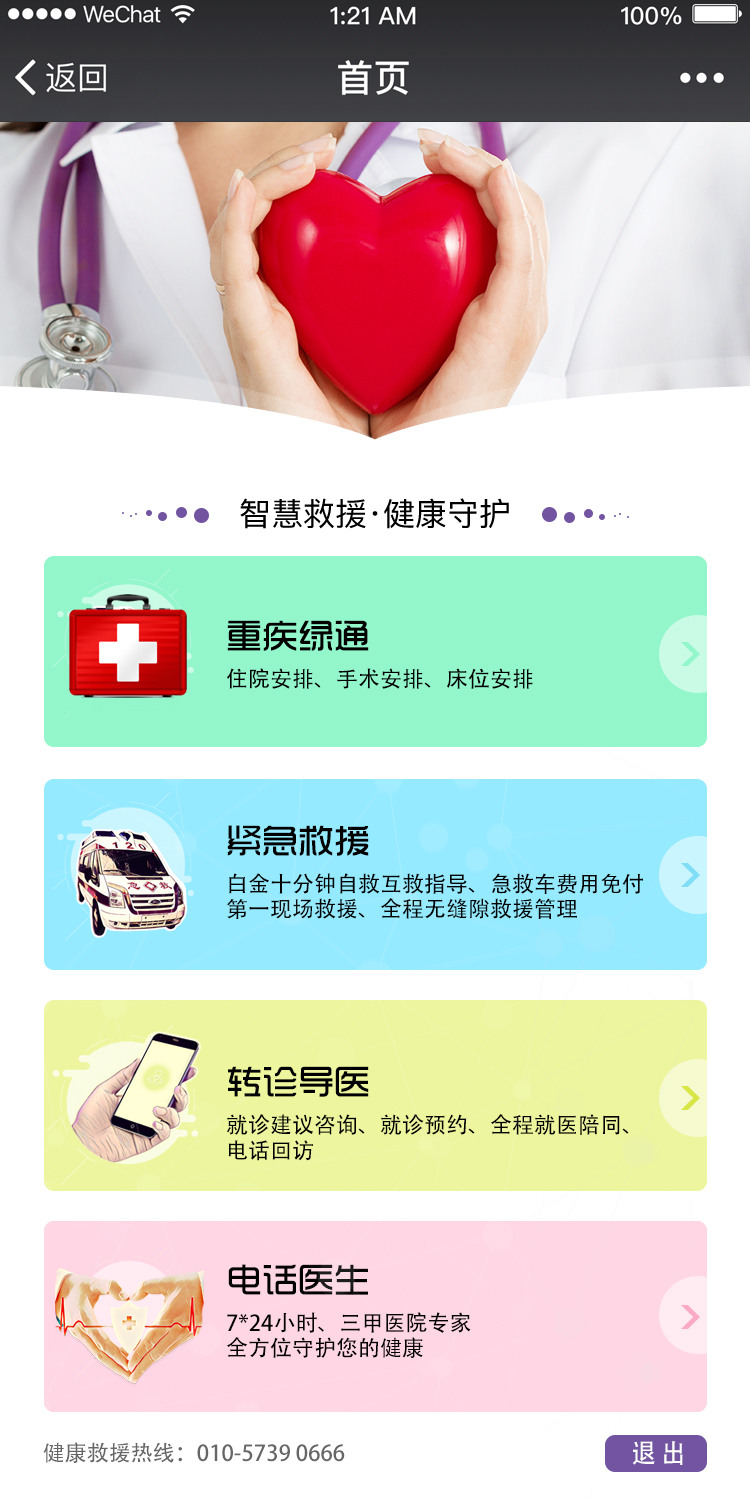 WeChat 1:21 AM 100%
返回 首页
智慧救援·健康守护
重疾绿通
住院安排、手术安排、床位安排
紧急救援
白金十分钟自救互救指导、急救车费用免付
第一现场救援、全程无缝隙救援管理
120
转诊导医
就诊建议咨询、就诊预约、全程就医陪同、
电话回访
电话医生
7*24小时、三甲医院专家
全方位守护您的健康
健康救援热线：010-5739 0666
退出